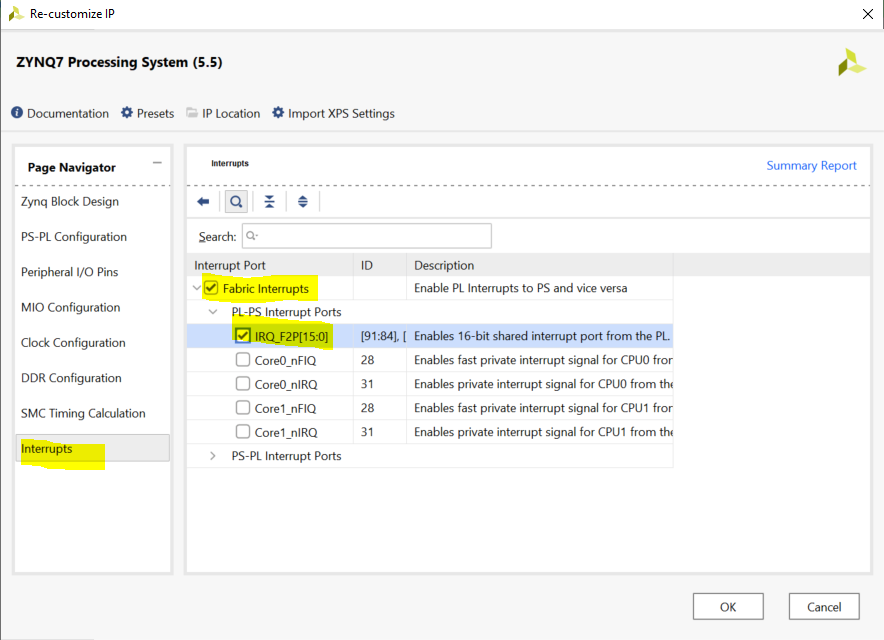 Re-customize IP
ZYNQ7 Processing System (5.5)
Documentation Presets IP Location Import XPS Settings
Page Navigator
Zynq Block Design
PS-PL Configuration
Peripheral I/O Pins
MIO Configuration
Clock Configuration
DDR Configuration
SMC Timing Calculation
Interrupts
Interrupts
Summary Report
Search:
Interrupt Port ID Description
Fabric Interrupts Enable PL Interrupts to PS and vice versa
PL-PS Interrupt Ports
IRQ_F2P[15:0] [91:84], [ Enables 16-bit shared interrupt port from the PL.
Core0_nFIQ 28 Enables fast private interrupt signal for CPU0 from
Core0_nIRQ 31 Enables private interrupt signal for CPU0 from the
Core1_nFIQ 28 Enables fast private interrupt signal for CPU1 from
Core1_nIRQ 31 Enables private interrupt signal for CPU1 from the
PS-PL Interrupt Ports
OK Cancel